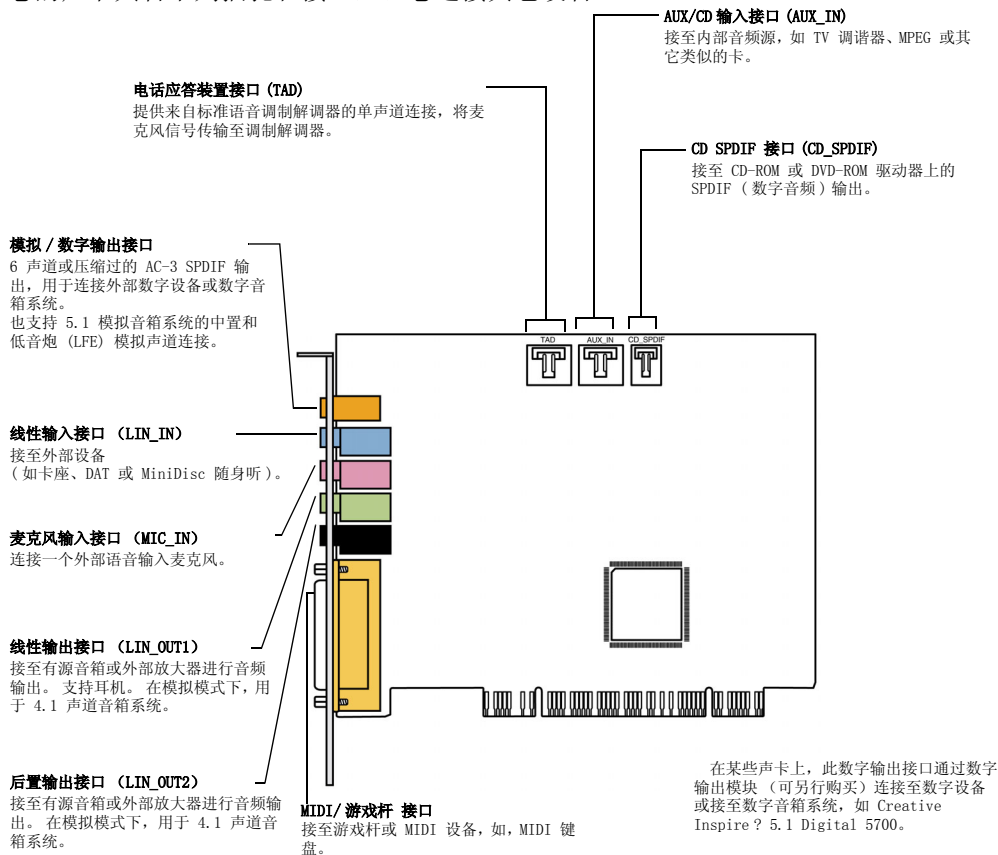 AUX/CD 输入接口 (AUX_IN)
接至内部音频源，如 TV 调谐器、MPEG 或其
它类似的卡。
电话应答装置接口 (TAD)
提供来自标准语音调制解调器的单声道连接，将麦
克风信号传输至调制解调器。
CD SPDIF 接口 (CD_SPDIF)
接至 CD-ROM 或 DVD-ROM 驱动器上的
SPDIF ( 数字音频 ) 输出。
模拟 / 数字输出接口
6 声道或压缩过的 AC-3 SPDIF 输
出，用于连接外部数字设备或数字音
箱系统。
也支持 5.1 模拟音箱系统的中置和
低音炮 (LFE) 模拟声道连接。
TAD
AUX_IN
CD_SPDIF
线性输入接口 （LIN_IN）
接至外部设备
( 如卡座、DAT 或 MiniDisc 随身听 )。
麦克风输入接口 （MIC_IN）
连接一个外部语音输入麦克风。
线性输出接口 （LIN_OUT1）
接至有源音箱或外部放大器进行音频
输出。 支持耳机。 在模拟模式下，用
于 4.1 声道音箱系统。
后置输出接口 （LIN_OUT2）
接至有源音箱或外部放大器进行音频输
出。 在模拟模式下，用于 4.1 声道音
箱系统。
MIDI/ 游戏杆 接口
接至游戏杆或 MIDI 设备，如，MIDI 键
盘。
在某些声卡上，此数字输出接口通过数字
输出模块 （可另行购买）连接至数字设备
或接至数字音箱系统，如 Creative
Inspire? 5.1 Digital 5700。